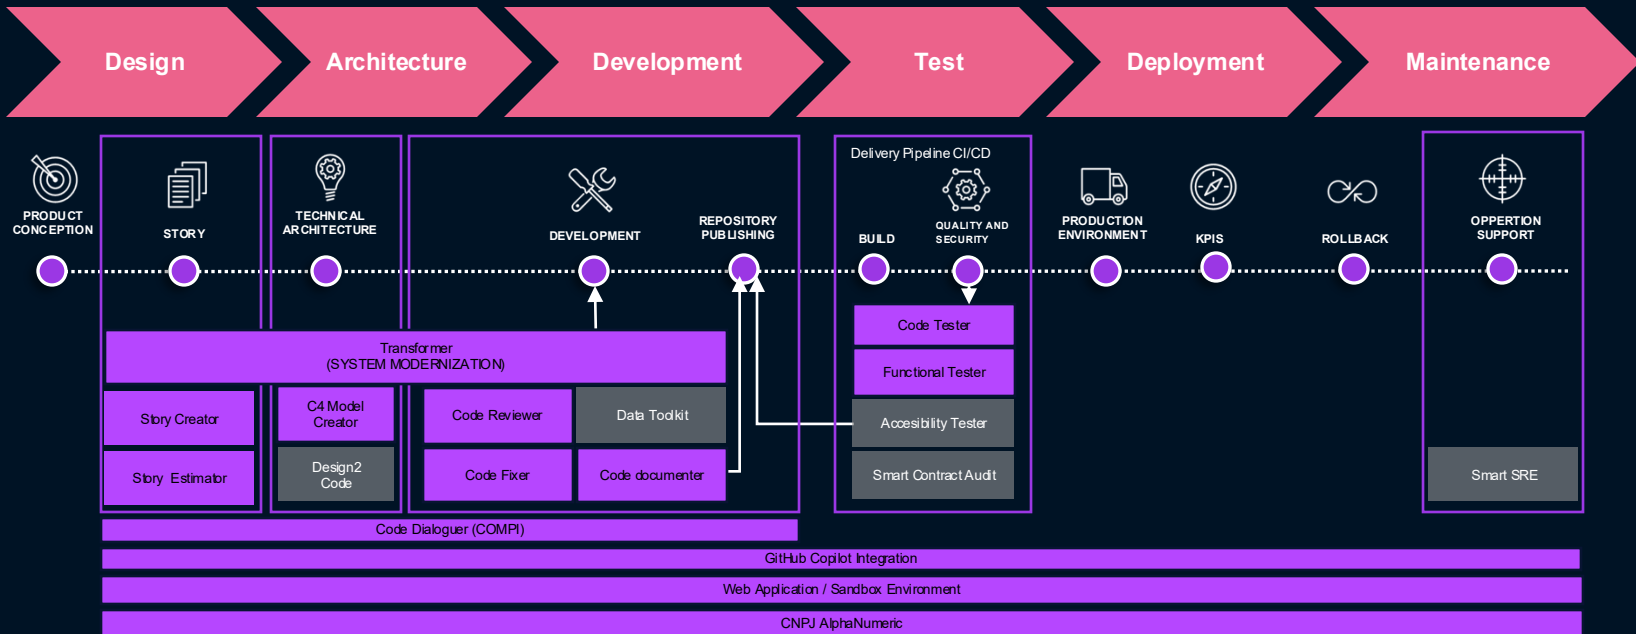 Design
Architecture
Development
Test
Deployment
Maintenance
PRODUCT
CONCEPTION
STORY
TECHNICAL
ARCHITECTURE
DEVELOPMENT
REPOSITORY
PUBLISHING
Delivery Pipeline CI/CD
BUILD
QUALITY AND
SECURITY
PRODUCTION
ENVIRONMENT
KPIS
ROLLBACK
OPPERTION
SUPPORT
Transformer
(SYSTEM MODERNIZATION)
Story Creator
Story Estimator
C4 Model
Creator
Design2
Code
Code Reviewer
Data Toolkit
Code Fixer
Code documenter
Code Tester
Functional Tester
Accesibility Tester
Smart Contract Audit
Smart SRE
Code Dialoguer (COMPI)
GitHub Copilot Integration
Web Application / Sandbox Environment
CNPJ AlphaNumeric